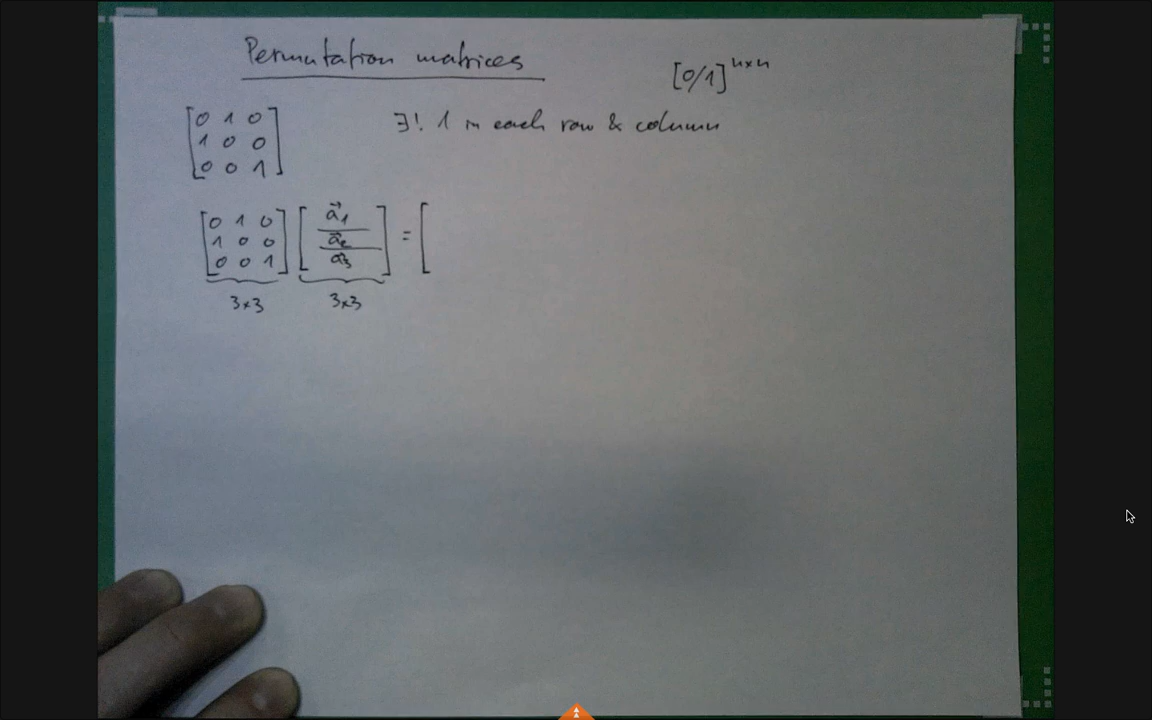 Permutation matrices
[0/1]^{n×n}
[0 1 0
1 0 0
0 0 1]
∃! 1 in each row & column
[0 1 0
1 0 0
0 0 1] [a⃗₁
a⃗₂
a⃗₃] = [
3×3 3×3